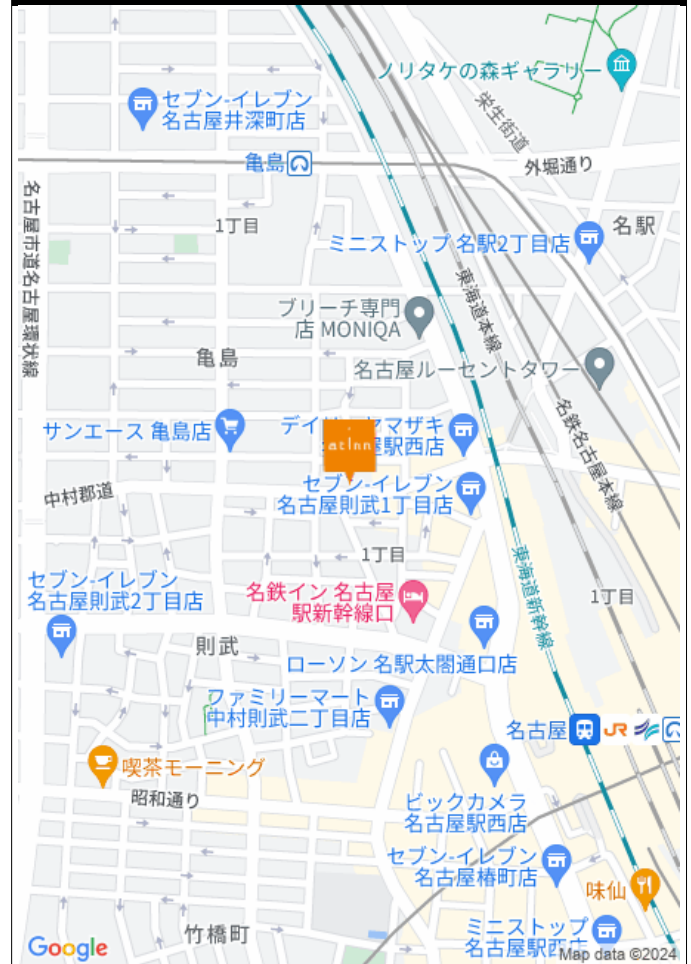 ノリタケの森ギャラリー
セブン-イレブン
名古屋井深町店
栄生街道
亀島
外堀通り
名古屋市道名古屋環状線
1丁目
名駅
ミニストップ 名駅2丁目店
東海道本線
ブリーチ専門
店 MONIQA
亀島
名古屋ルーセントタワー
サンエース 亀島店
屋駅西店
atInn
名鉄名古屋本線
中村郡道
セブン-イレブン
名古屋則武1丁目店
1丁目
東海道新幹線
セブン-イレブン
名古屋則武2丁目店
名鉄イン 名古屋
駅新幹線口
1丁目
則武
ローソン 名駅太閤通口店
ファミリーマート
中村則武二丁目店
名古屋
JR
喫茶モーニング
昭和通り
ビックカメラ
名古屋駅西店
セブン-イレブン
名古屋椿町店
味仙
竹橋町
ミニストップ
名古屋駅西店
Google
Map data ©2024